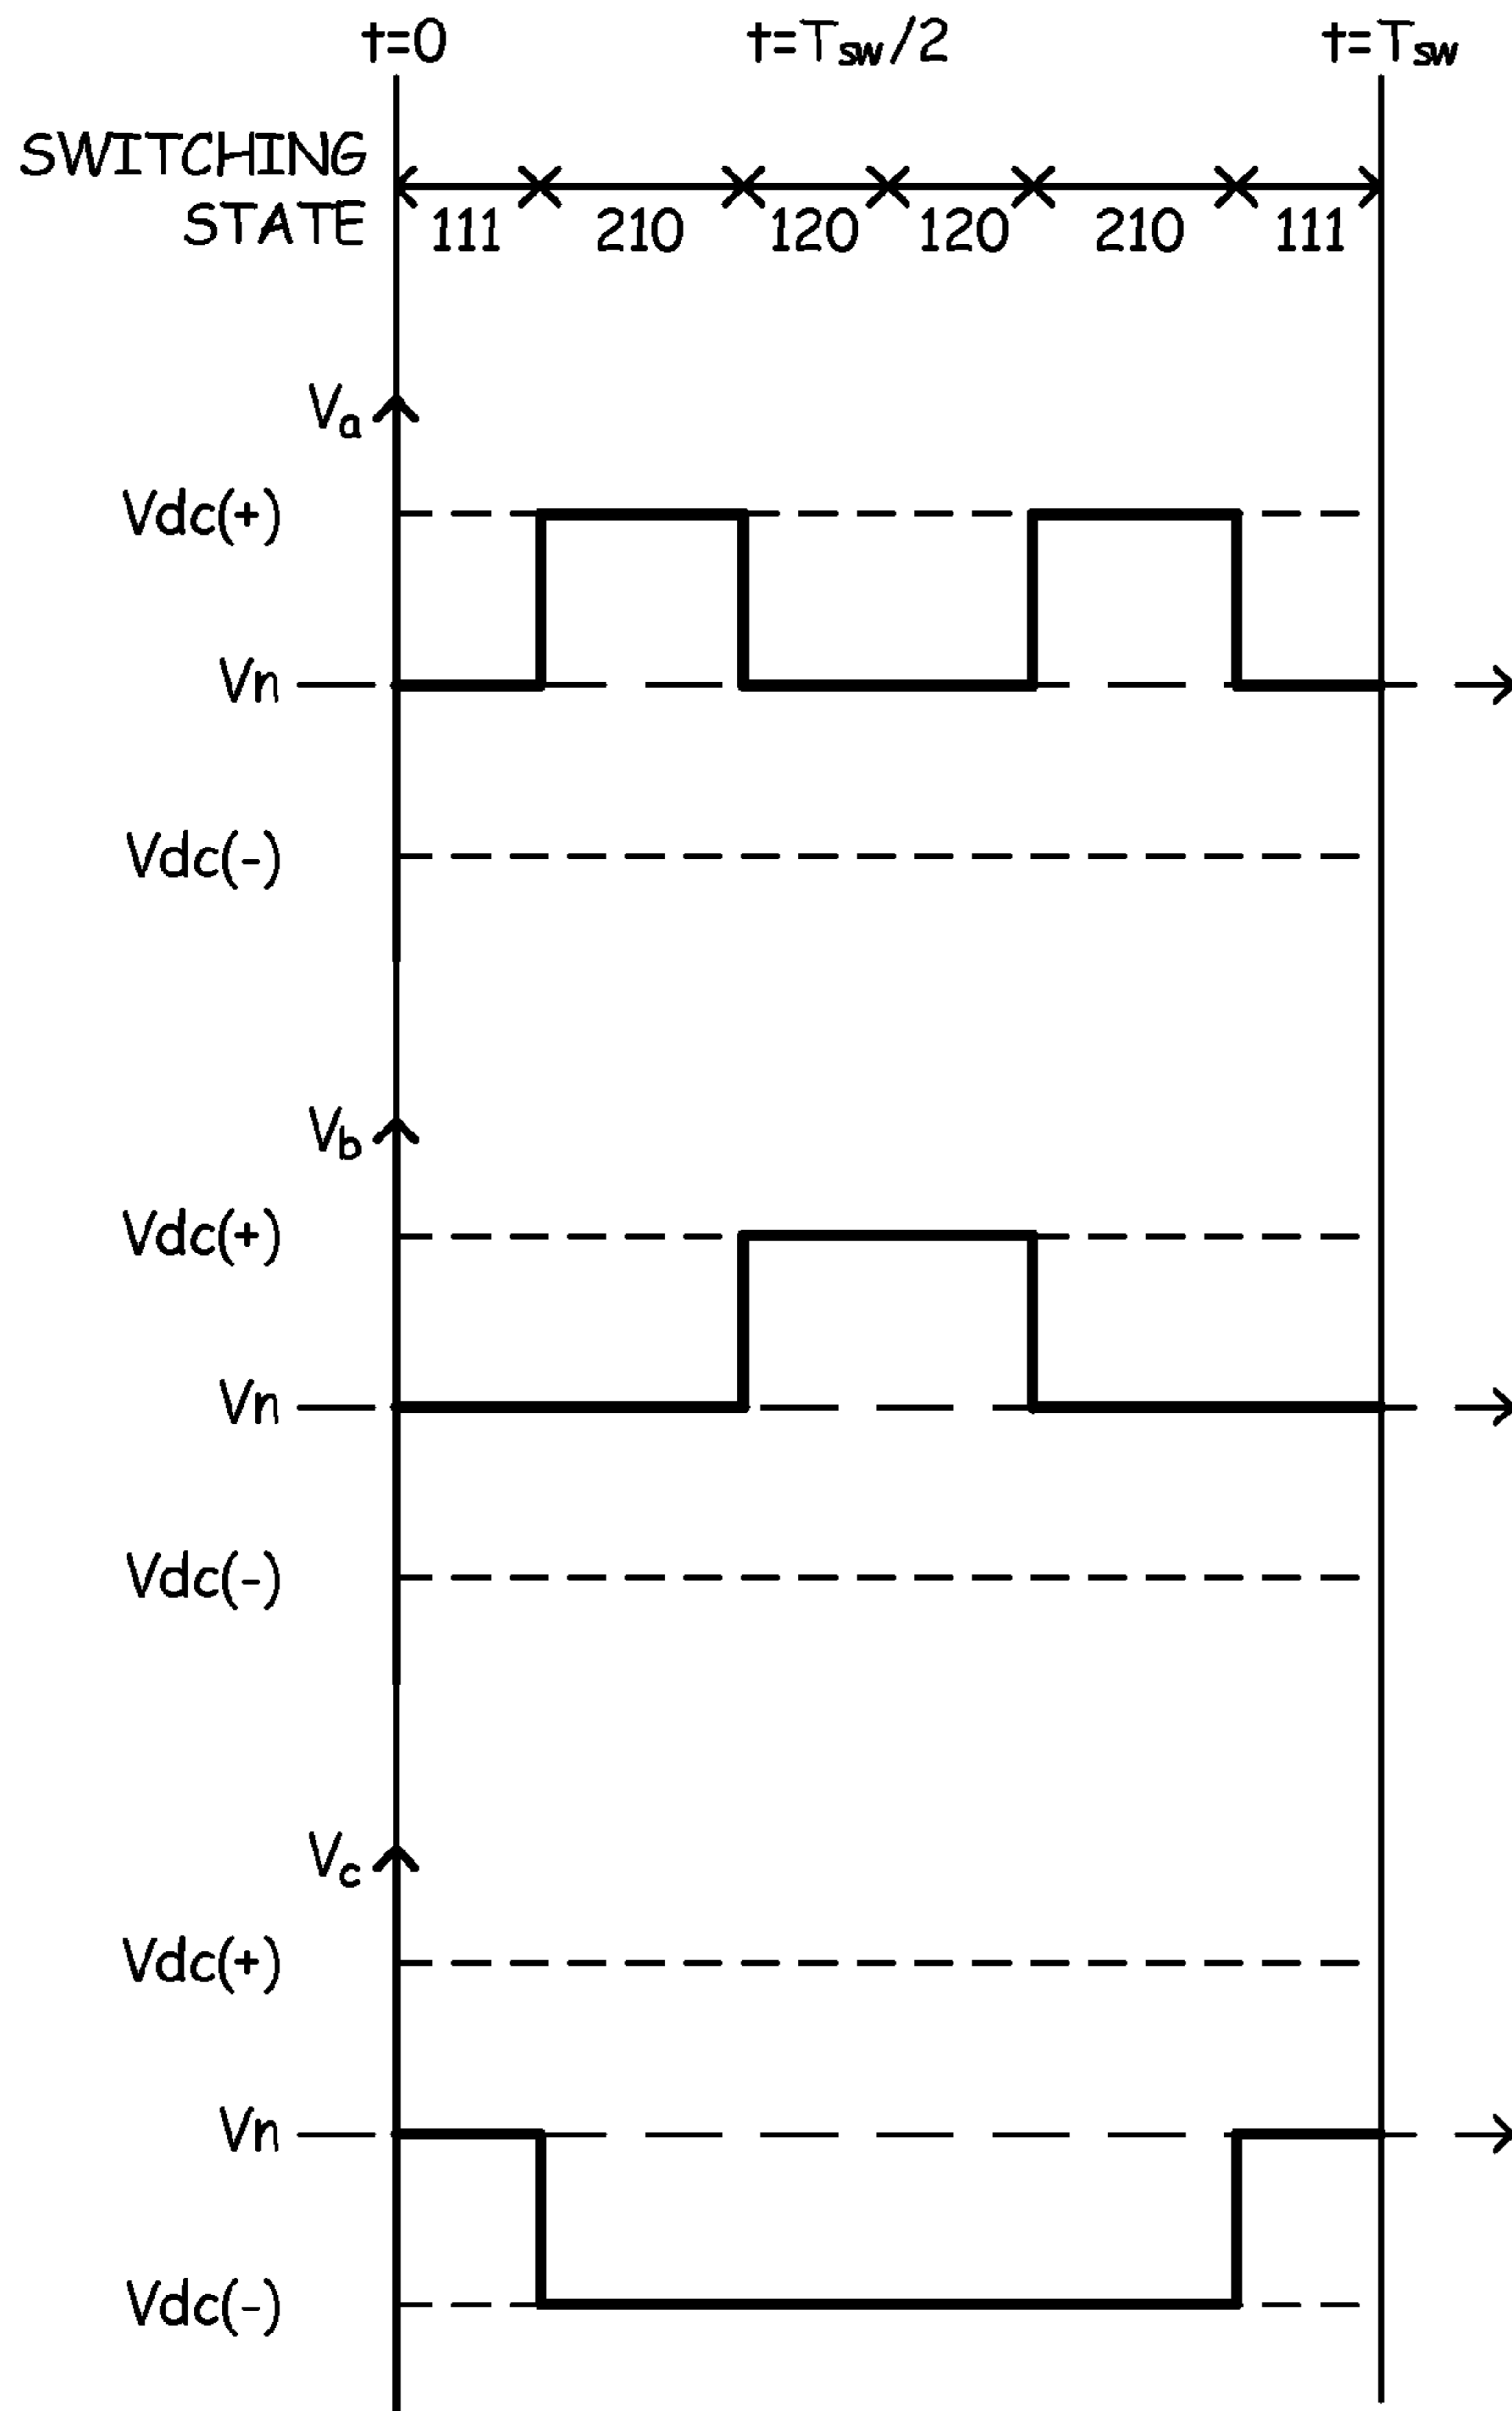 t=0 t=Tsw/2 t=Tsw
SWITCHING
STATE
111 210 120 120 210 111
Va
Vdc(+)
Vn
Vdc(-)
Vb
Vdc(+)
Vn
Vdc(-)
Vc
Vdc(+)
Vn
Vdc(-)